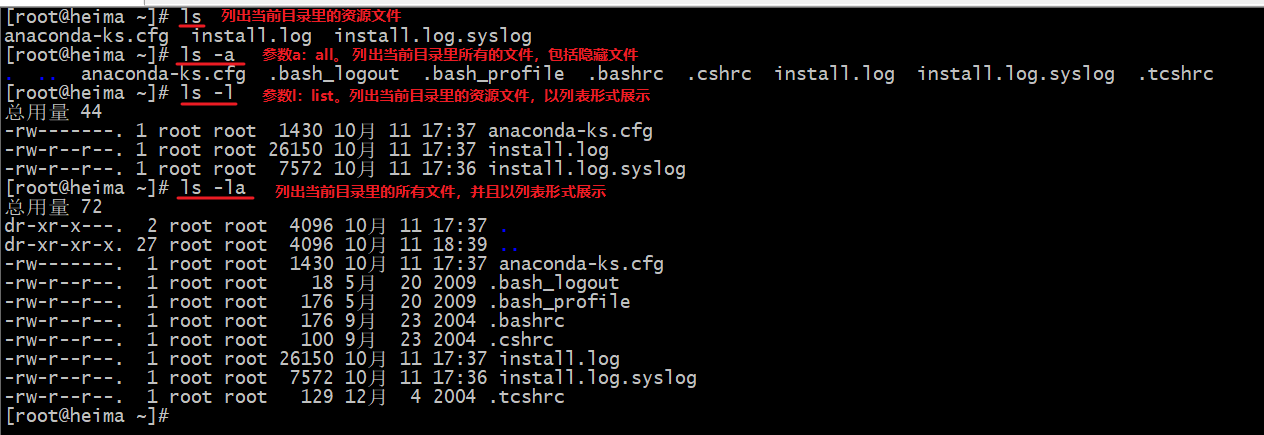 [root@heima ~]# ls 列出当前目录里的资源文件
anaconda-ks.cfg install.log install.log.syslog
[root@heima ~]# ls -a 参数a：all。列出当前目录里所有的文件，包括隐藏文件
. .. anaconda-ks.cfg .bash_logout .bash_profile .bashrc .cshrc install.log install.log.syslog .tcshrc
[root@heima ~]# ls -l 参数l：list。列出当前目录里的资源文件，以列表形式展示
总用量 44
-rw-------. 1 root root 1430 10月 11 17:37 anaconda-ks.cfg
-rw-r--r--. 1 root root 26150 10月 11 17:37 install.log
-rw-r--r--. 1 root root 7572 10月 11 17:36 install.log.syslog
[root@heima ~]# ls -la 列出当前目录里的所有文件，并且以列表形式展示
总用量 72
dr-xr-x---. 2 root root 4096 10月 11 17:37 .
dr-xr-xr-x. 27 root root 4096 10月 11 18:39 ..
-rw-------. 1 root root 1430 10月 11 17:37 anaconda-ks.cfg
-rw-r--r--. 1 root root 18 5月 20 2009 .bash_logout
-rw-r--r--. 1 root root 176 5月 20 2009 .bash_profile
-rw-r--r--. 1 root root 176 9月 23 2004 .bashrc
-rw-r--r--. 1 root root 100 9月 23 2004 .cshrc
-rw-r--r--. 1 root root 26150 10月 11 17:37 install.log
-rw-r--r--. 1 root root 7572 10月 11 17:36 install.log.syslog
-rw-r--r--. 1 root root 129 12月 4 2004 .tcshrc
[root@heima ~]#